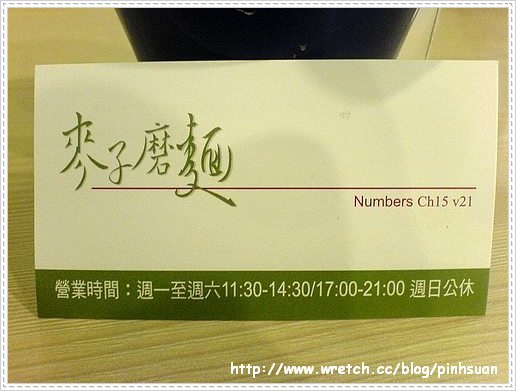 麥子磨麵
Numbers Ch15 v21
營業時間：週一至週六11:30-14:30/17:00-21:00 週日公休
http://www.wretch.cc/blog/pinhsuan